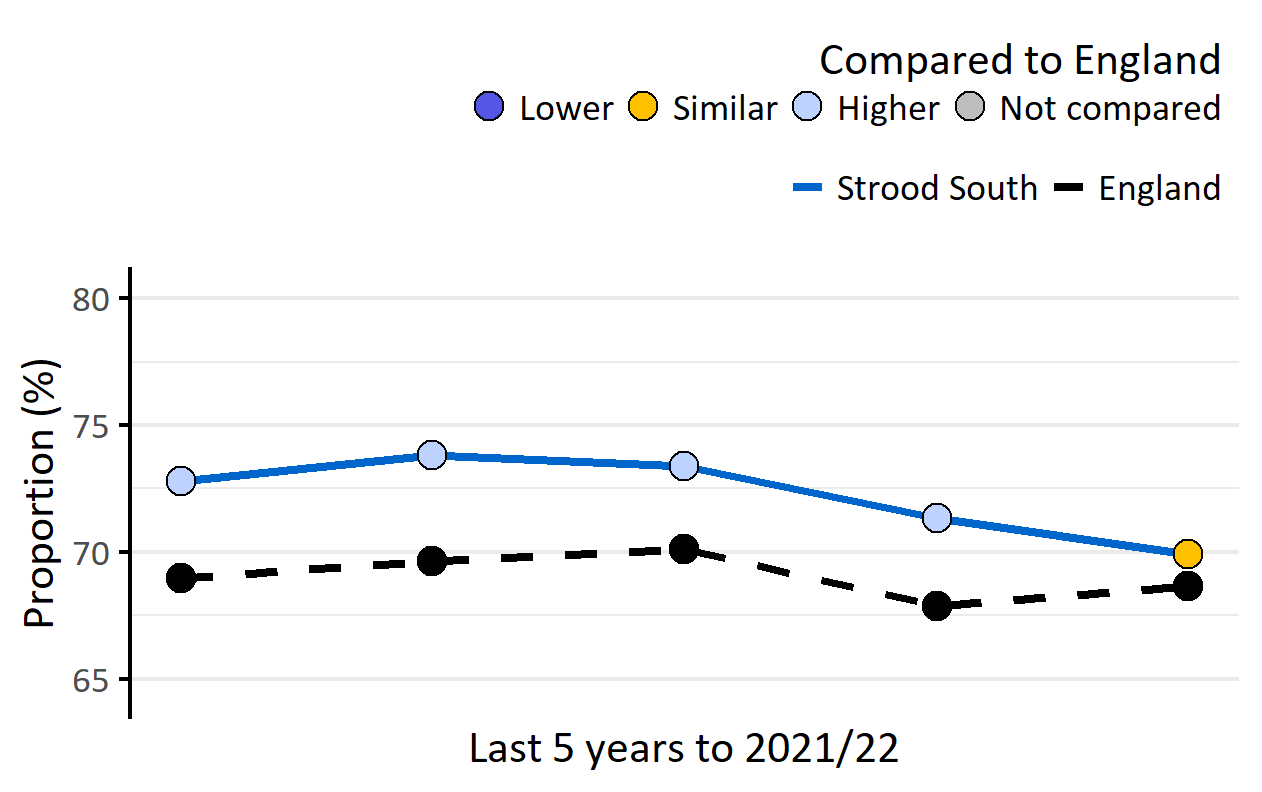 Compared to England
Lower Similar Higher Not compared
Strood South England
80
75
70
65
Proportion (%)
Last 5 years to 2021/22